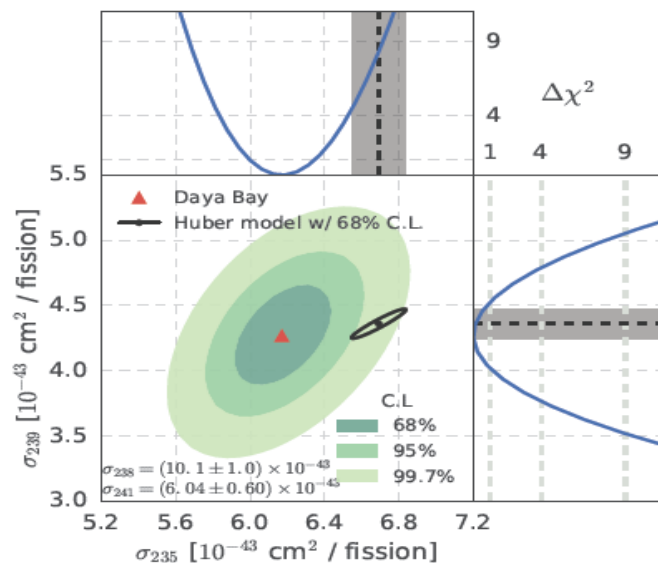 9
4
Δχ²
1 4 9
5.5
Daya Bay
Huber model w/ 68% C.L.
5.0
4.5
4.0
3.5
3.0
σ₂₃₉ [10⁻⁴³ cm² / fission]
C.L
68%
95%
99.7%
σ₂₃₈ = (10.1 ± 1.0) × 10⁻⁴³
σ₂₄₁ = (6.04 ± 0.60) × 10⁻⁴³
5.2 5.6 6.0 6.4 6.8 7.2
σ₂₃₅ [10⁻⁴³ cm² / fission]